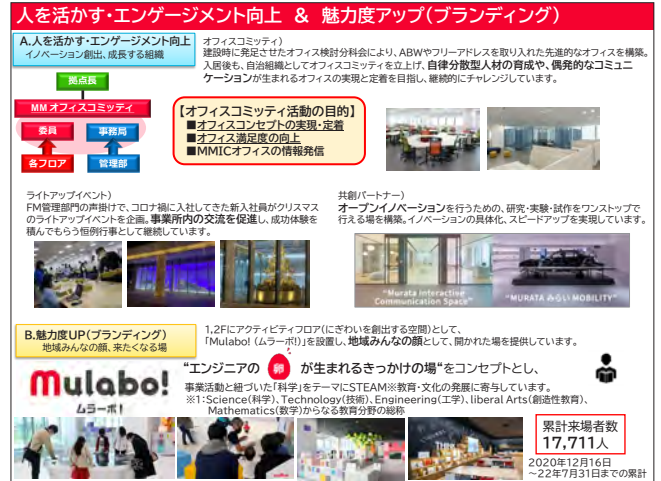 人を活かす・エンゲージメント向上 & 魅力度アップ(ブランディング)
A.人を活かす・エンゲージメント向上
イノベーション創出、成長する組織
オフィスコミッティ)
建設時に発足させたオフィス検討分科会により、ABWやフリーアドレスを取り入れた先進的なオフィスを構築。
入居後も、自治組織としてオフィスコミッティを立上げ、自律分散型人材の育成や、偶発的なコミュニ
ケーションが生まれるオフィスの実現と定着を目指し、継続的にチャレンジしています。
拠点長
MMオフィスコミッティ
委員
事務局
各フロア
管理部
【オフィスコミッティ活動の目的】
■オフィスコンセプトの実現・定着
■オフィス満足度の向上
■MMICオフィスの情報発信
ライトアップイベント)
FM管理部門の声掛けで、コロナ禍に入社してきた新入社員がクリスマス
のライトアップイベントを企画。事業所内の交流を促進し、成功体験を
積んでもらう恒例行事として継続しています。
共創パートナー)
オープンイノベーションを行うための、研究・実験・試作をワンストップで
行える場を構築。イノベーションの具体化、スピードアップを実現しています。
"Murata Interactive
Communication Space"
"MURATA みらい MOBILITY"
B.魅力度UP(ブランディング)
地域みんなの顔、来たくなる場
1,2Fにアクティビティフロア(にぎわいを創出する空間)として、
「Mulabo! (ムラーボ!)」を設置し、地域みんなの顔として、開かれた場を提供しています。
Mulabo!
ムラーボ!
"エンジニアの 卵 が生まれるきっかけの場"をコンセプトとし、
事業活動と紐づいた「科学」をテーマにSTEAM※教育・文化の発展に寄与しています。
※1:Science(科学)、Technology(技術)、Engineering(工学)、liberal Arts(創造性教育)、
Mathematics(数学)からなる教育分野の総称
累計来場者数
17,711人
2020年12月16日
~22年7月31日までの累計